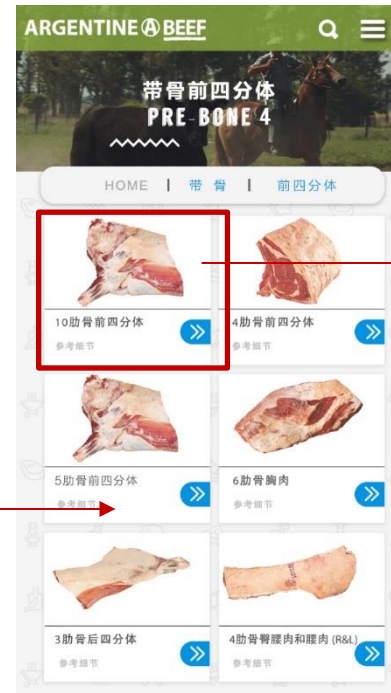 ARGENTINE A BEEF
带骨前四分体
PRE-BONE 4
HOME | 带 骨 | 前四分体
10肋骨前四分体
参考细节
4肋骨前四分体
参考细节
5肋骨前四分体
参考细节
6肋骨胸肉
参考细节
3肋骨后四分体
参考细节
4肋骨臀腰肉和腰肉 (R&L)
参考细节